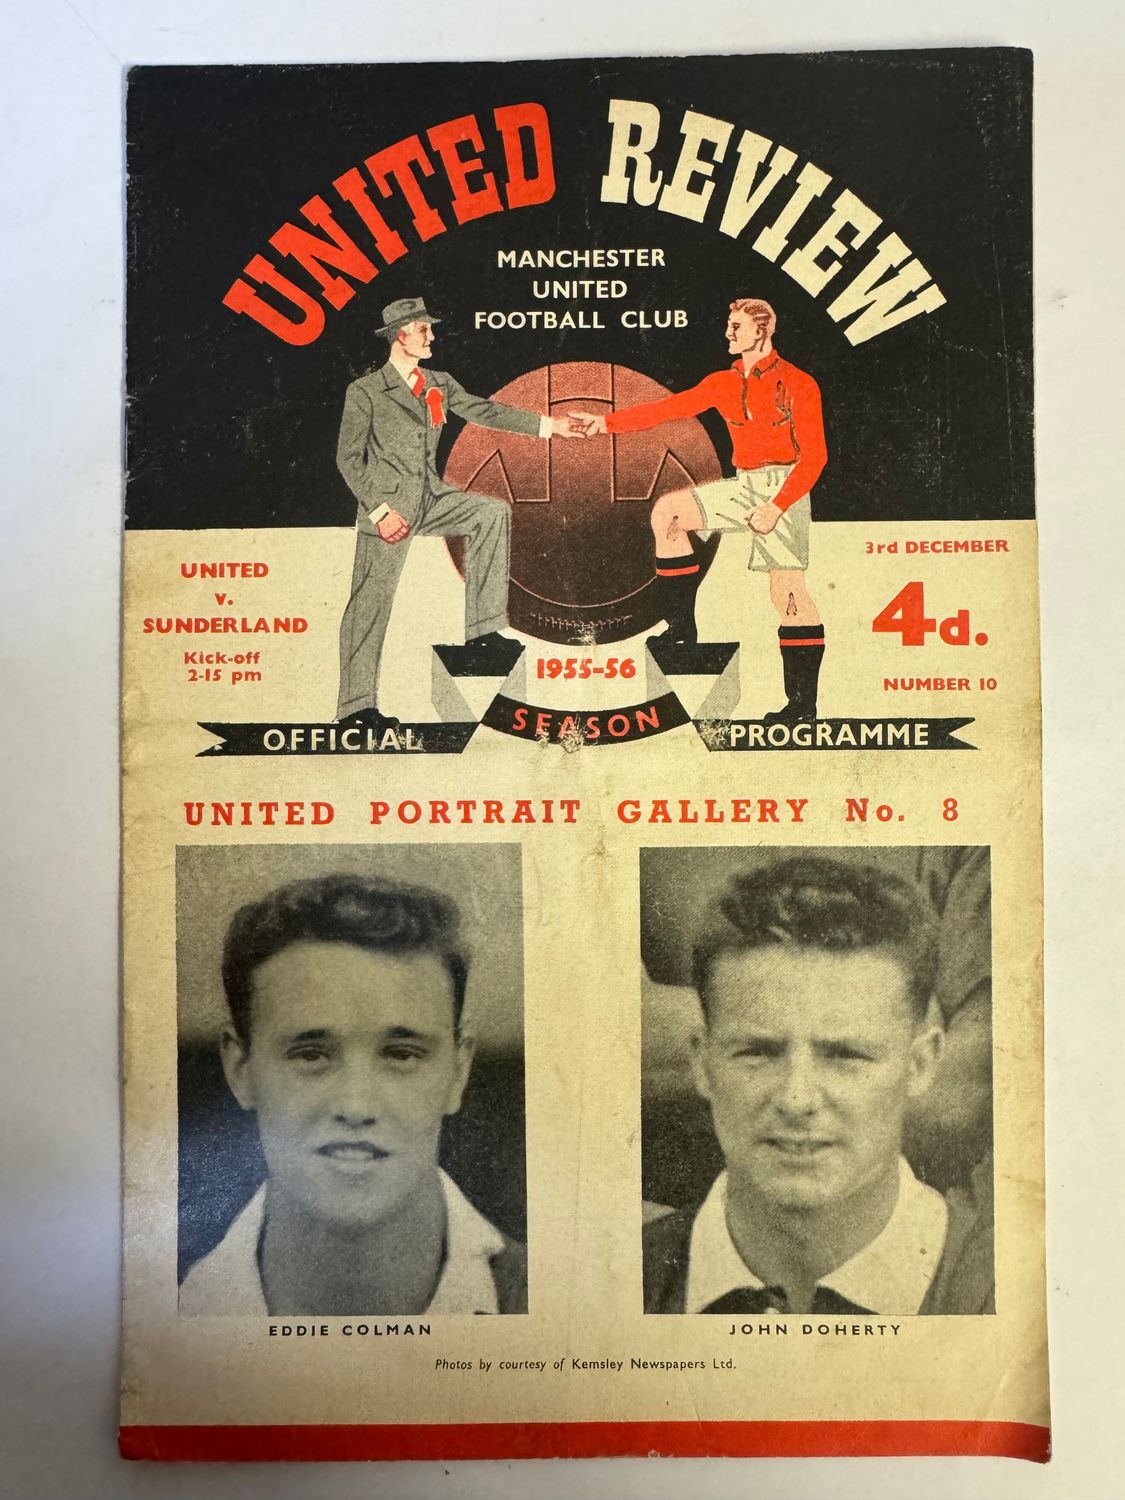 UNITED REVIEW
MANCHESTER
UNITED
FOOTBALL CLUB
UNITED
v.
SUNDERLAND
Kick-off
2-15 pm
3rd DECEMBER
4d.
NUMBER 10
1955-56
SEASON
OFFICIAL PROGRAMME
UNITED PORTRAIT GALLERY No. 8
EDDIE COLMAN
JOHN DOHERTY
Photos by courtesy of Kemsley Newspapers Ltd.